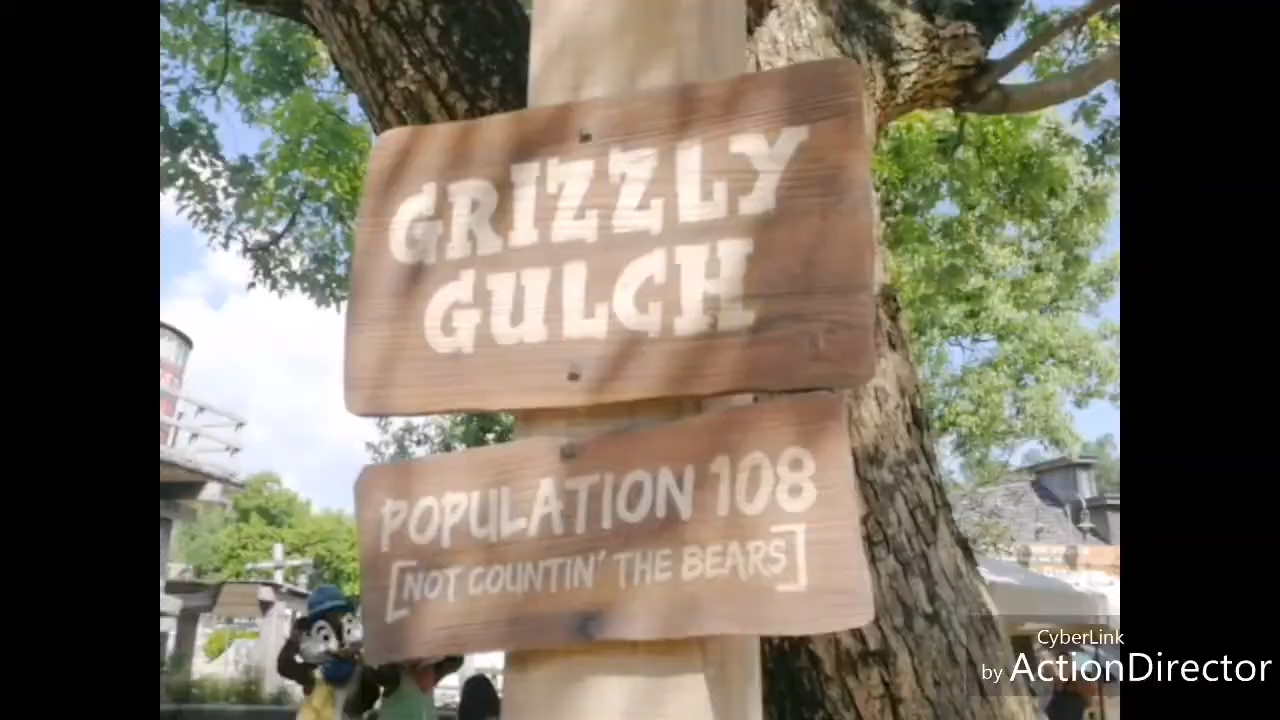 GRIZZLY
GULCH
POPULATION 108
[NOT COUNTIN' THE BEARS]
CyberLink
by ActionDirector